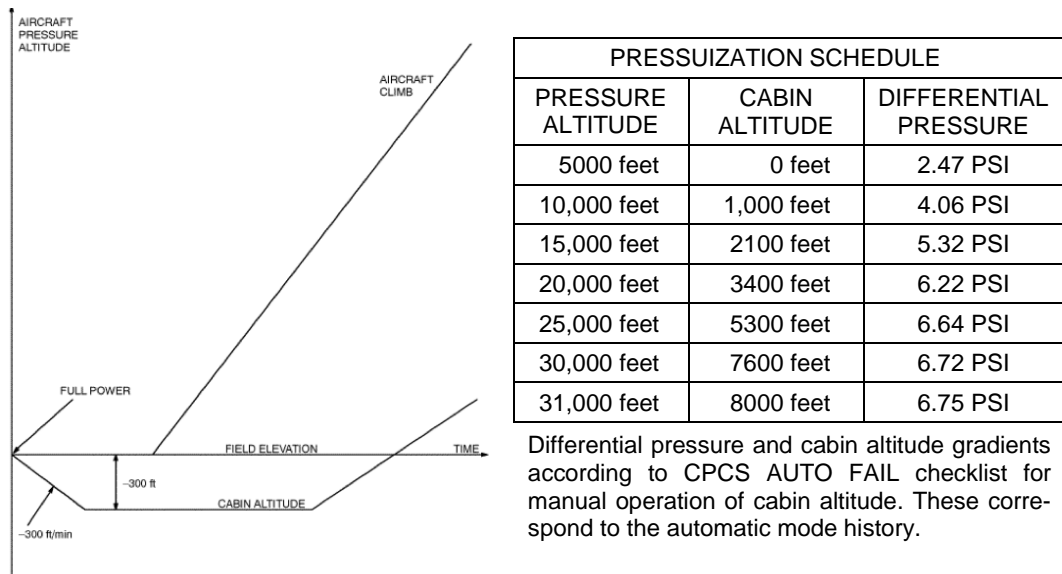 AIRCRAFT
PRESSURE
ALTITUDE
AIRCRAFT
CLIMB
FULL POWER
FIELD ELEVATION
TIME
–300 ft
CABIN ALTITUDE
–300 ft/min
PRESSUIZATION SCHEDULE
PRESSURE ALTITUDE CABIN ALTITUDE DIFFERENTIAL PRESSURE
5000 feet 0 feet 2.47 PSI
10,000 feet 1,000 feet 4.06 PSI
15,000 feet 2100 feet 5.32 PSI
20,000 feet 3400 feet 6.22 PSI
25,000 feet 5300 feet 6.64 PSI
30,000 feet 7600 feet 6.72 PSI
31,000 feet 8000 feet 6.75 PSI
Differential pressure and cabin altitude gradients
according to CPCS AUTO FAIL checklist for
manual operation of cabin altitude. These corre-
spond to the automatic mode history.